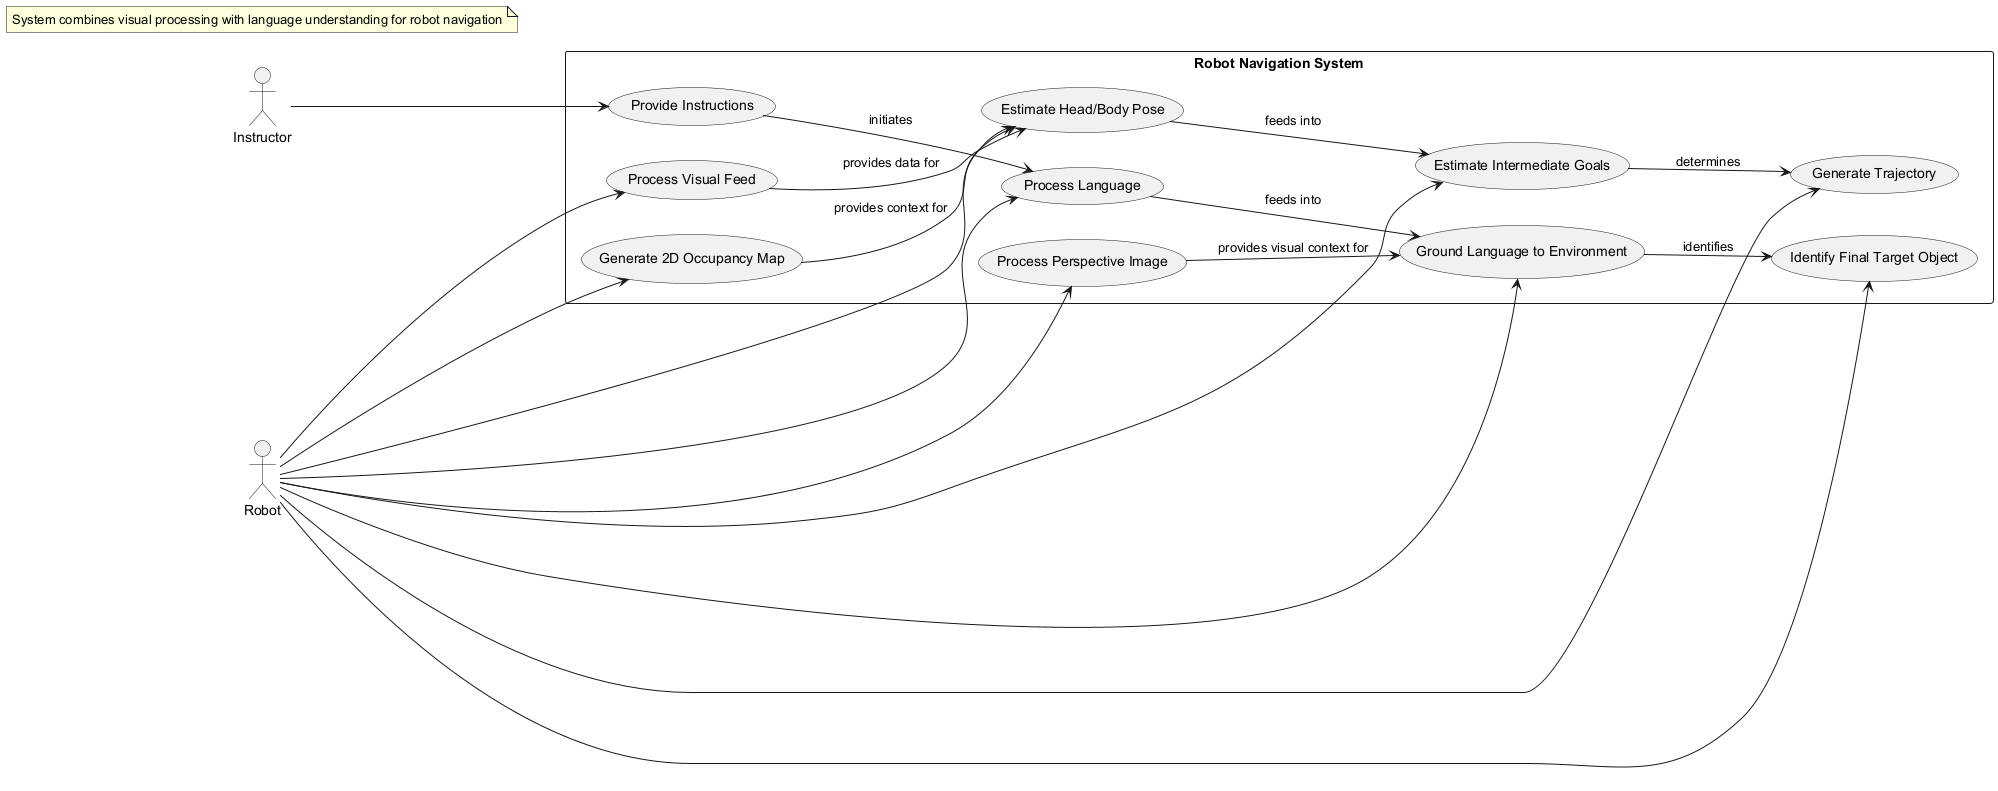 System combines visual processing with language understanding for robot navigation
Robot Navigation System
Instructor
Provide Instructions
initiates
Estimate Head/Body Pose
feeds into
Process Visual Feed
provides data for
Process Language
Estimate Intermediate Goals
determines
Generate Trajectory
provides context for
feeds into
Generate 2D Occupancy Map
Process Perspective Image
provides visual context for
Ground Language to Environment
identifies
Identify Final Target Object
Robot